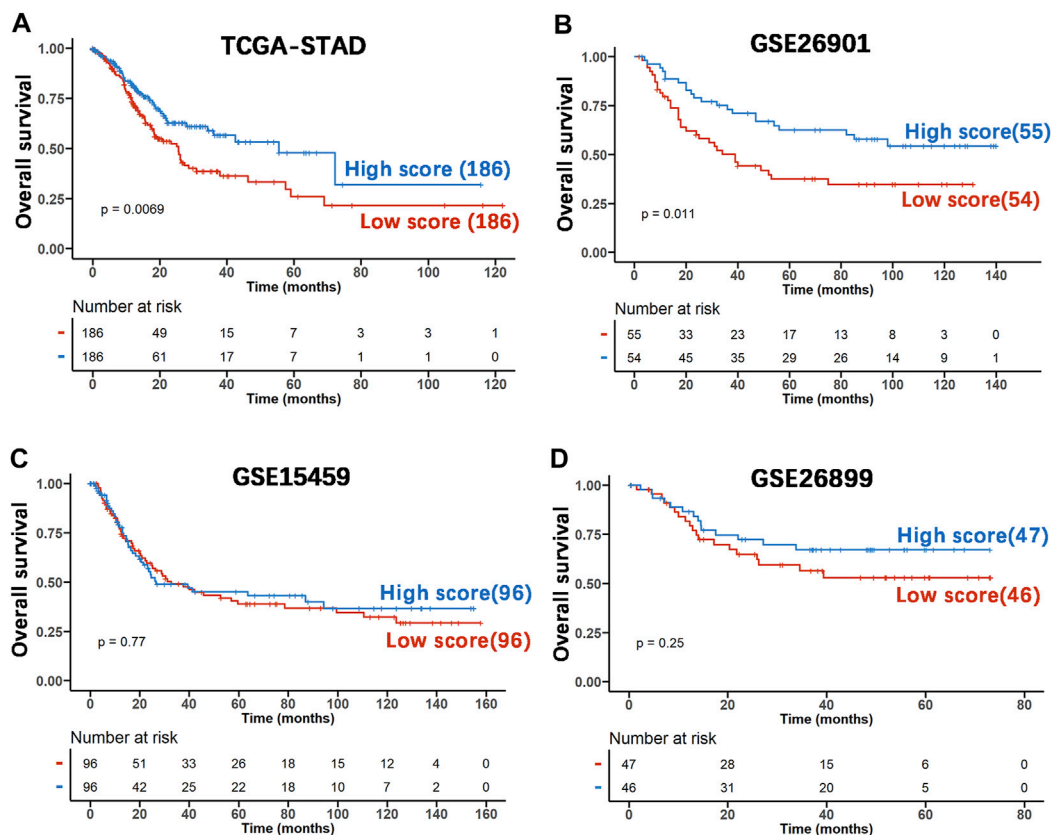 A
TCGA-STAD
Overall survival
1.00
0.75
0.50
0.25
0.00
High score (186)
Low score (186)
p = 0.0069
0 20 40 60 80 100 120
Time (months)
Number at risk
186 49 15 7 3 3 1
186 61 17 7 1 1 0
0 20 40 60 80 100 120
Time (months)
B
GSE26901
Overall survival
1.00
0.75
0.50
0.25
0.00
High score(55)
Low score(54)
p = 0.011
0 20 40 60 80 100 120 140
Time (months)
Number at risk
55 33 23 17 13 8 3 0
54 45 35 29 26 14 9 1
0 20 40 60 80 100 120 140
Time (months)
C
GSE15459
Overall survival
1.00
0.75
0.50
0.25
0.00
High score(96)
Low score(96)
p = 0.77
0 20 40 60 80 100 120 140 160
Time (months)
Number at risk
96 51 33 26 18 15 12 4 0
96 42 25 22 18 10 7 2 0
0 20 40 60 80 100 120 140 160
Time (months)
D
GSE26899
Overall survival
1.00
0.75
0.50
0.25
0.00
High score(47)
Low score(46)
p = 0.25
0 20 40 60 80
Time (months)
Number at risk
47 28 15 6 0
46 31 20 5 0
0 20 40 60 80
Time (months)